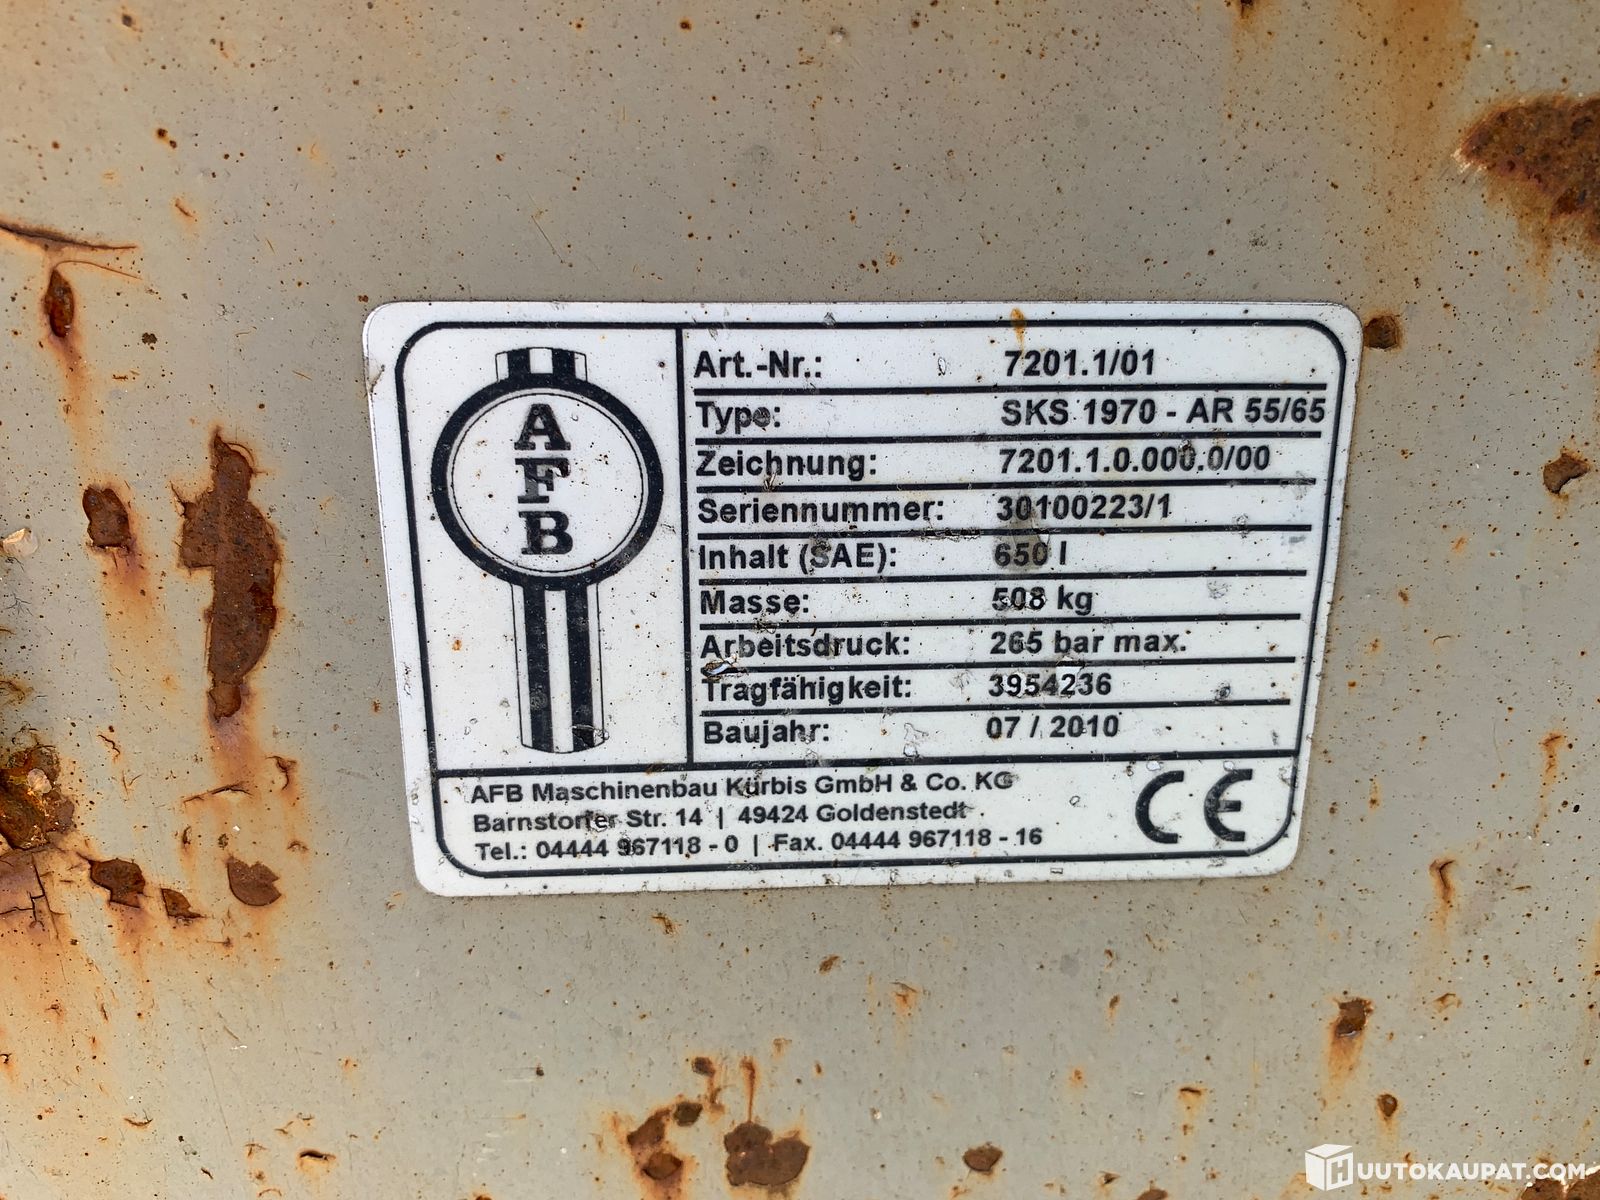 A
F
B
Art.-Nr.: 7201.1/01
Type: SKS 1970 - AR 55/65
Zeichnung: 7201.1.0.000.0/00
Seriennummer: 30100223/1
Inhalt (SAE): 650 l
Masse: 508 kg
Arbeitsdruck: 265 bar max.
Tragfähigkeit: 3954236
Baujahr: 07 / 2010
AFB Maschinenbau Kürbis GmbH & Co. KG
Barnstorfer Str. 14 | 49424 Goldenstedt
Tel.: 04444 967118 - 0 | Fax. 04444 967118 - 16
CE
HUUTOKAUPAT.COM